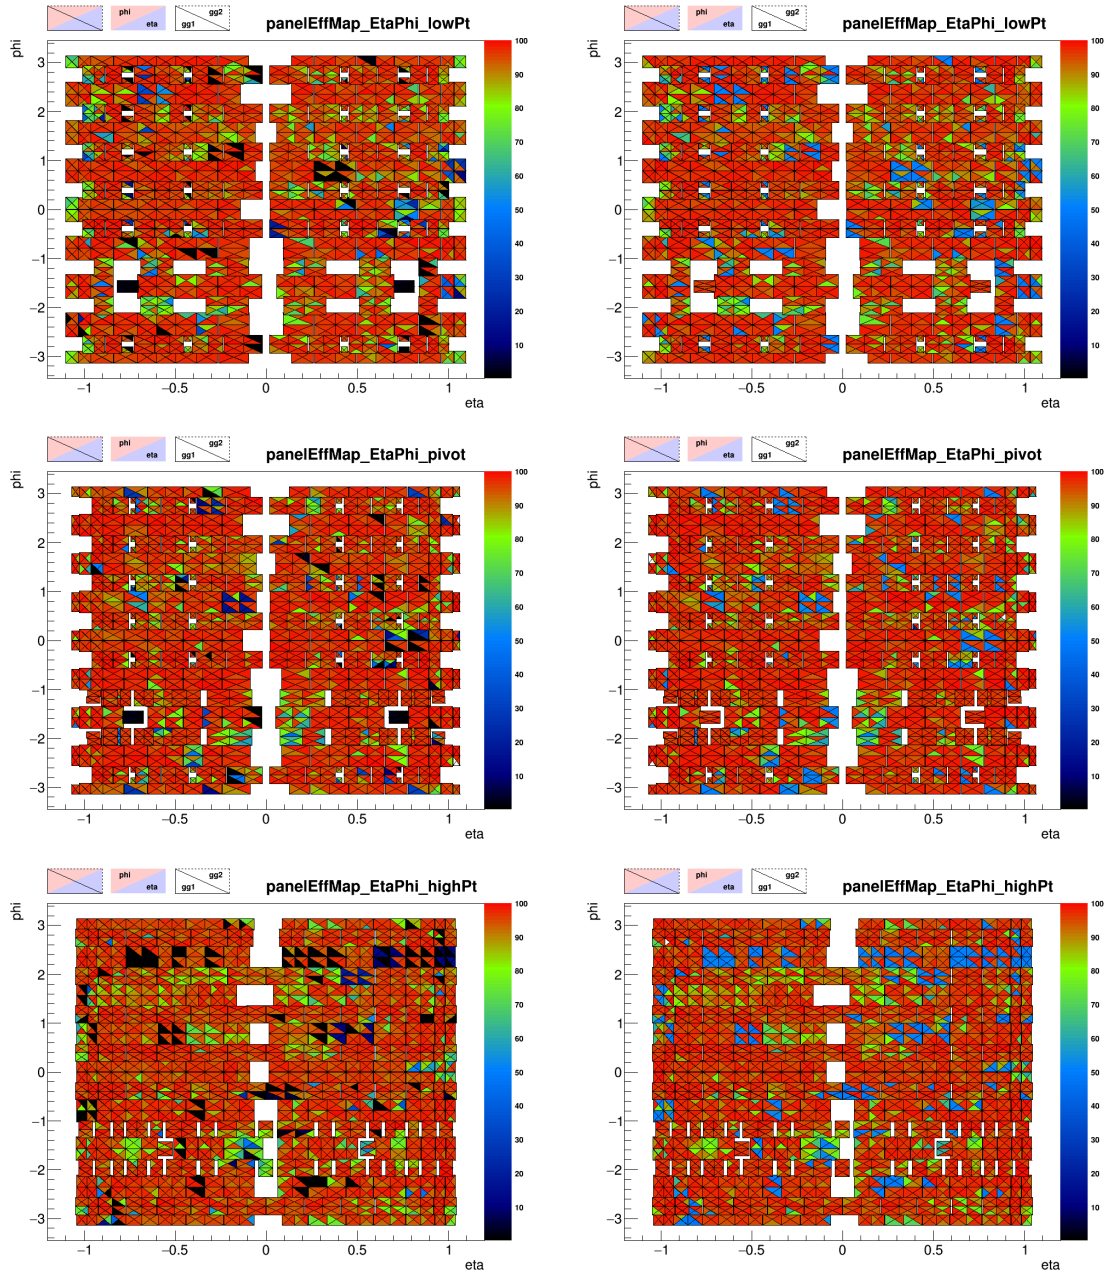 phi eta gg2 gg1 panelEffMap_EtaPhi_lowPt
phi
3 2 1 0 −1 −2 −3
−1 −0.5 0 0.5 1
eta
100 90 80 70 60 50 40 30 20 10
phi eta gg2 gg1 panelEffMap_EtaPhi_lowPt
phi
3 2 1 0 −1 −2 −3
−1 −0.5 0 0.5 1
eta
100 90 80 70 60 50 40 30 20 10
phi eta gg2 gg1 panelEffMap_EtaPhi_pivot
phi
3 2 1 0 −1 −2 −3
−1 −0.5 0 0.5 1
eta
100 90 80 70 60 50 40 30 20 10
phi eta gg2 gg1 panelEffMap_EtaPhi_pivot
phi
3 2 1 0 −1 −2 −3
−1 −0.5 0 0.5 1
eta
100 90 80 70 60 50 40 30 20 10
phi eta gg2 gg1 panelEffMap_EtaPhi_highPt
phi
3 2 1 0 −1 −2 −3
−1 −0.5 0 0.5 1
eta
100 90 80 70 60 50 40 30 20 10
phi eta gg2 gg1 panelEffMap_EtaPhi_highPt
phi
3 2 1 0 −1 −2 −3
−1 −0.5 0 0.5 1
eta
100 90 80 70 60 50 40 30 20 10